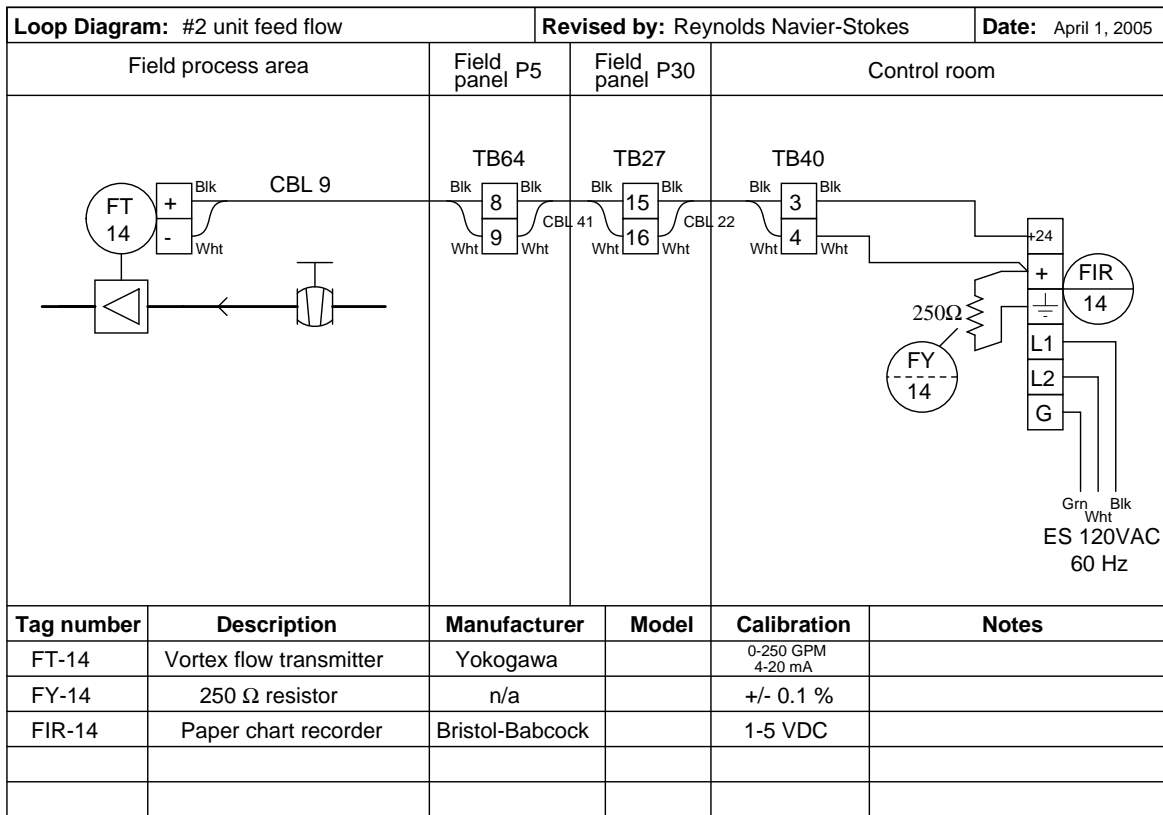 Loop Diagram: #2 unit feed flow Revised by: Reynolds Navier-Stokes Date: April 1, 2005
Field process area Field panel P5 Field panel P30 Control room
TB64 TB27 TB40
FT 14
+ Blk
- Wht
CBL 9
Blk 8 Blk
Wht 9 Wht
CBL 41
Blk 15 Blk
Wht 16 Wht
CBL 22
Blk 3 Blk
Wht 4 Wht
+24
+
FIR 14
250Ω
L1
FY 14
L2
G
Grn Wht Blk
ES 120VAC
60 Hz
Tag number Description Manufacturer Model Calibration Notes
FT-14 Vortex flow transmitter Yokogawa 0-250 GPM 4-20 mA
FY-14 250 Ω resistor n/a +/- 0.1 %
FIR-14 Paper chart recorder Bristol-Babcock 1-5 VDC